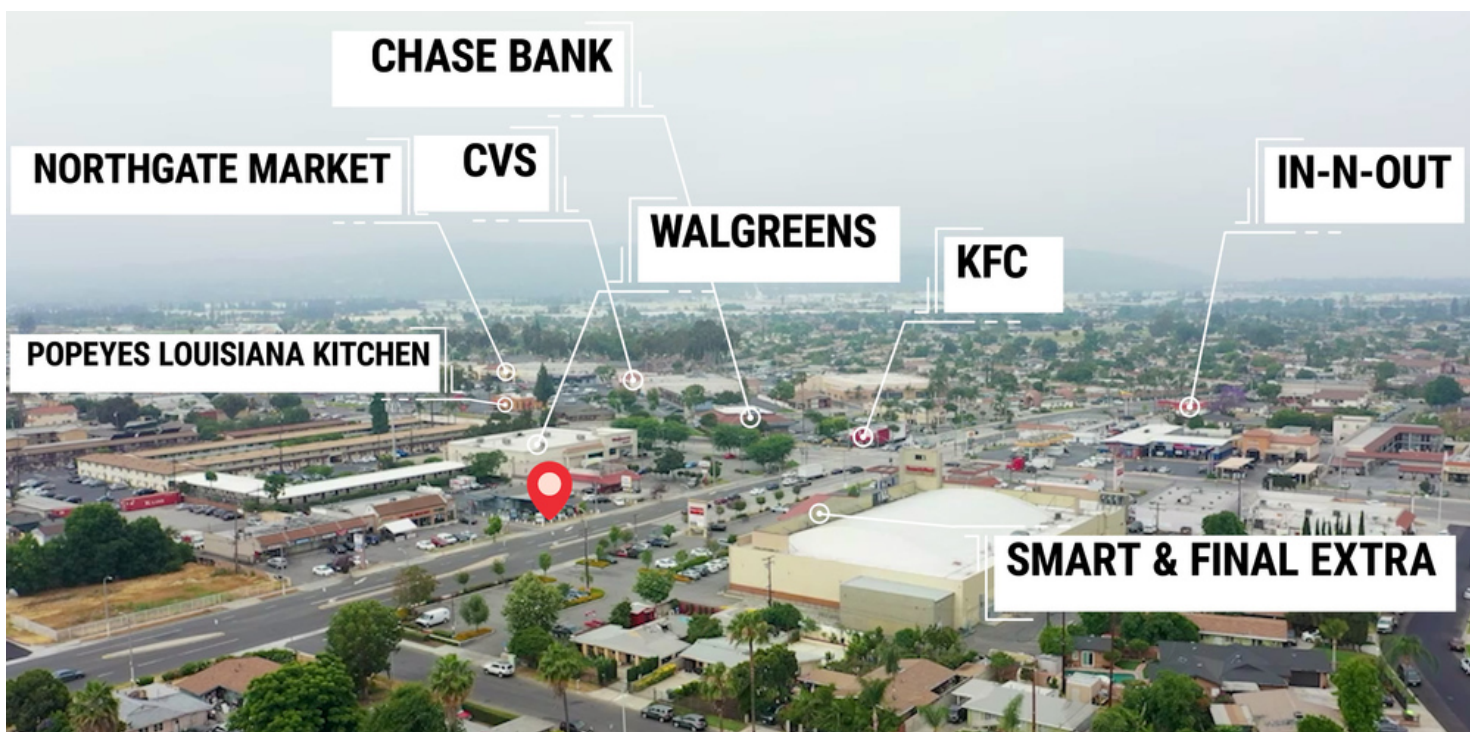 CHASE BANK
NORTHGATE MARKET
CVS
IN-N-OUT
WALGREENS
KFC
POPEYES LOUISIANA KITCHEN
SMART & FINAL EXTRA